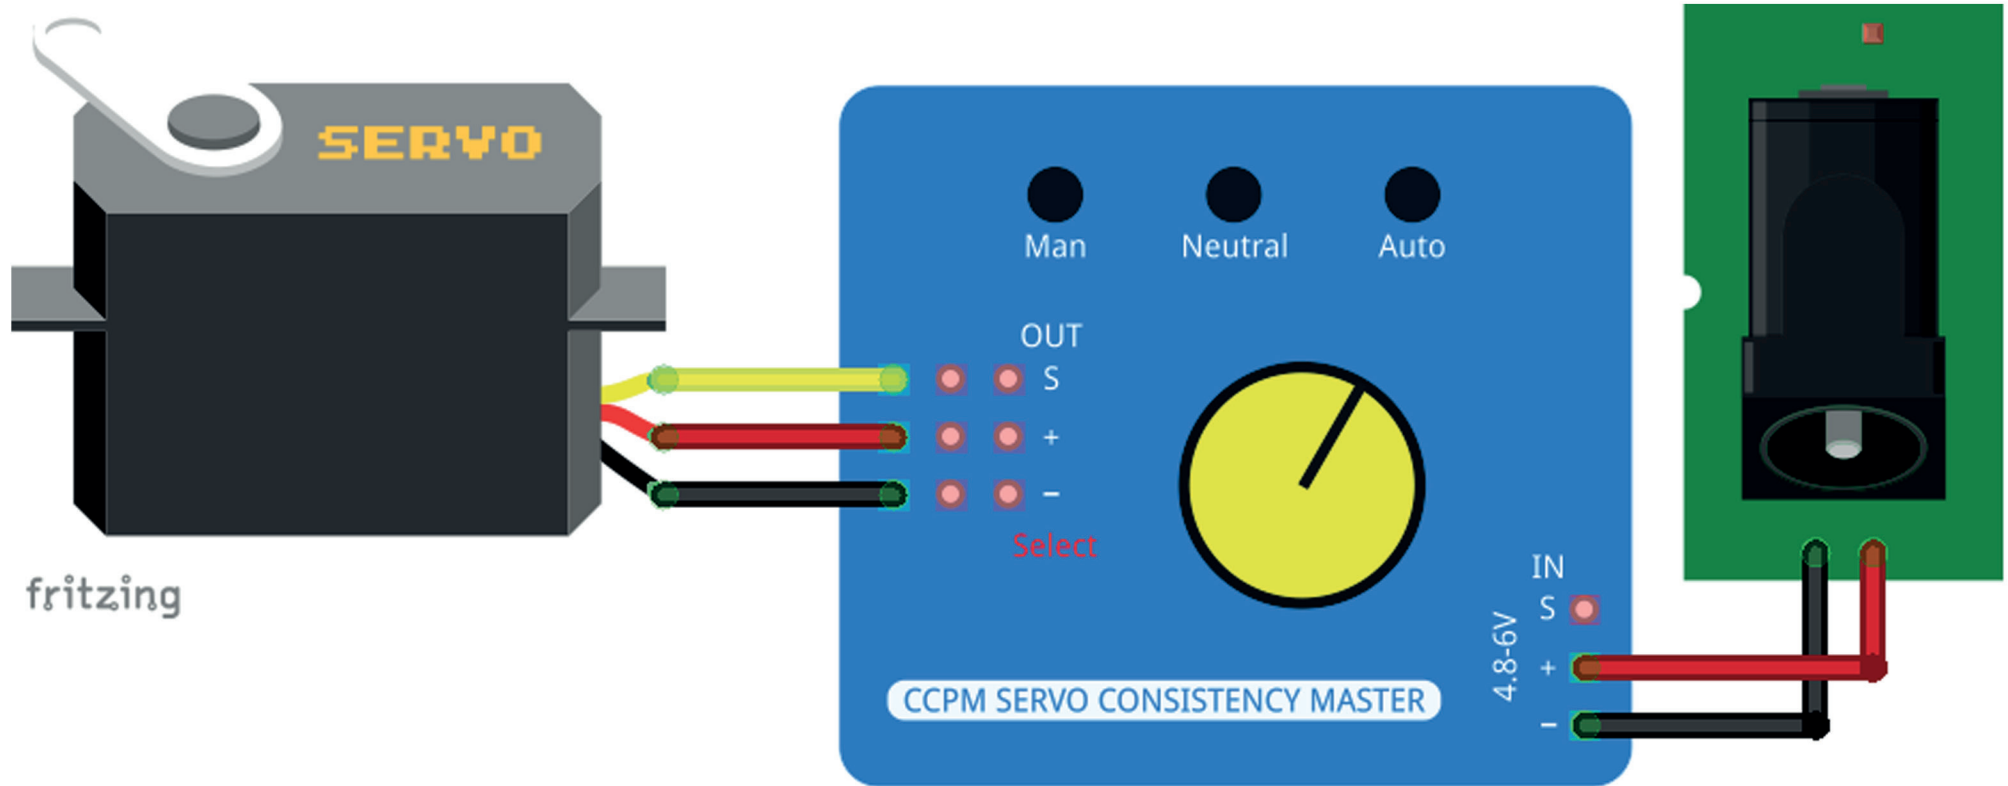 SERVO
Man Neutral Auto
OUT
S
+
−
Select
IN
S
+
−
4.8-6V
CCPM SERVO CONSISTENCY MASTER
fritzing